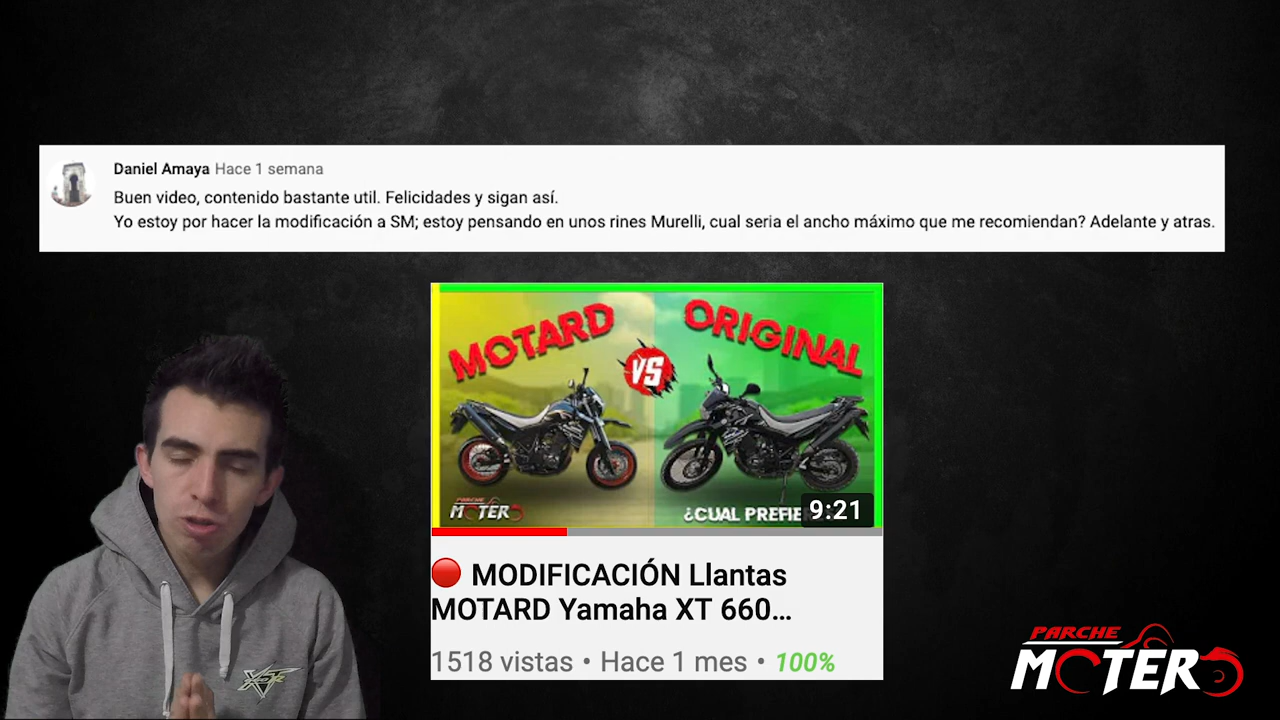 Daniel Amaya Hace 1 semana
Buen video, contenido bastante util. Felicidades y sigan así.
Yo estoy por hacer la modificación a SM; estoy pensando en unos rines Murelli, cual seria el ancho máximo que me recomiendan? Adelante y atras.
MOTARD
VS
ORIGINAL
PARCHE
MOTERO
¿CUAL PREFIE
9:21
MODIFICACIÓN Llantas
MOTARD Yamaha XT 660...
1518 vistas • Hace 1 mes • 100%
PARCHE
MOTERO